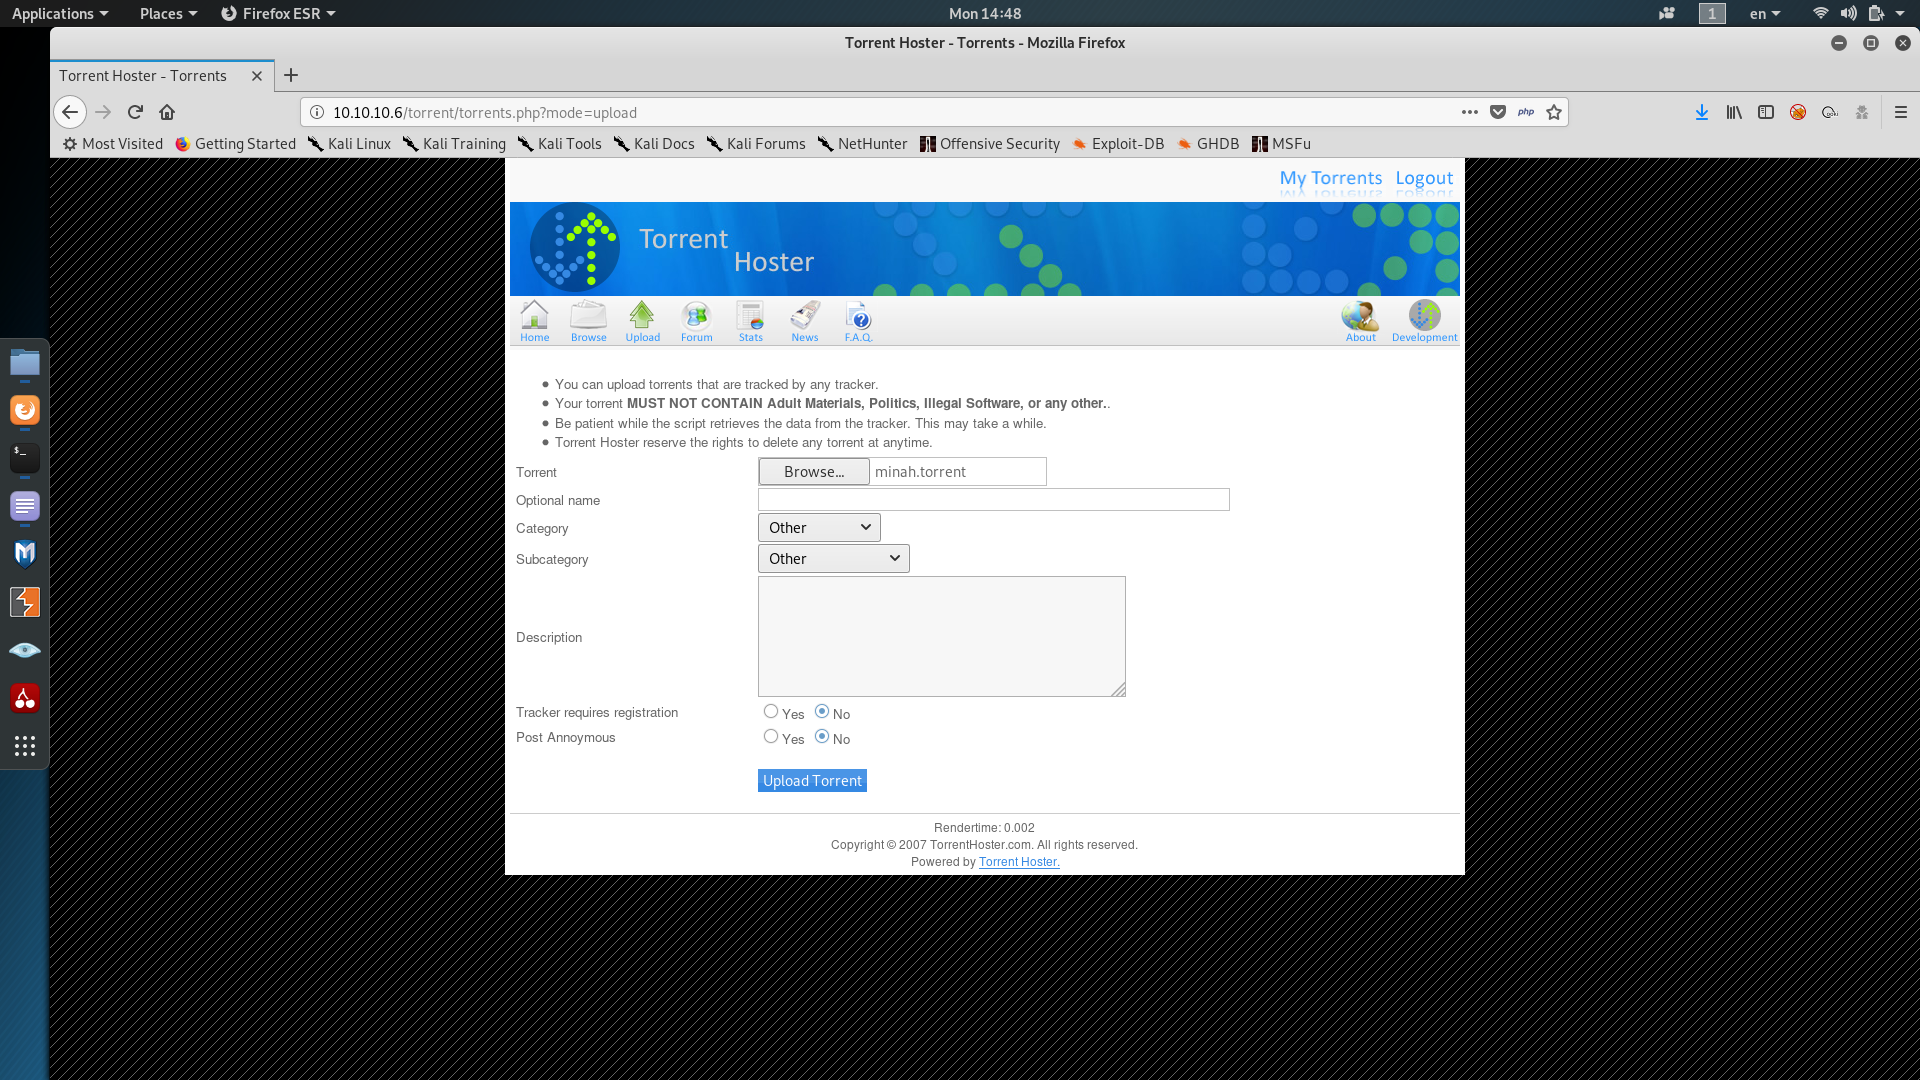 Applications Places Firefox ESR Mon 14:48 1 en
Torrent Hoster - Torrents - Mozilla Firefox
Torrent Hoster - Torrents
10.10.10.6/torrent/torrents.php?mode=upload php
Most Visited Getting Started Kali Linux Kali Training Kali Tools Kali Docs Kali Forums NetHunter Offensive Security Exploit-DB GHDB MSFu
My Torrents Logout
Torrent
Hoster
Home Browse Upload Forum Stats News F.A.Q. About Development
• You can upload torrents that are tracked by any tracker.
• Your torrent MUST NOT CONTAIN Adult Materials, Politics, Illegal Software, or any other..
• Be patient while the script retrieves the data from the tracker. This may take a while.
• Torrent Hoster reserve the rights to delete any torrent at anytime.
Torrent Browse... minah.torrent
Optional name
Category Other
Subcategory Other
Description
Tracker requires registration Yes No
Post Annoymous Yes No
Upload Torrent
Rendertime: 0.002
Copyright © 2007 TorrentHoster.com. All rights reserved.
Powered by Torrent Hoster.